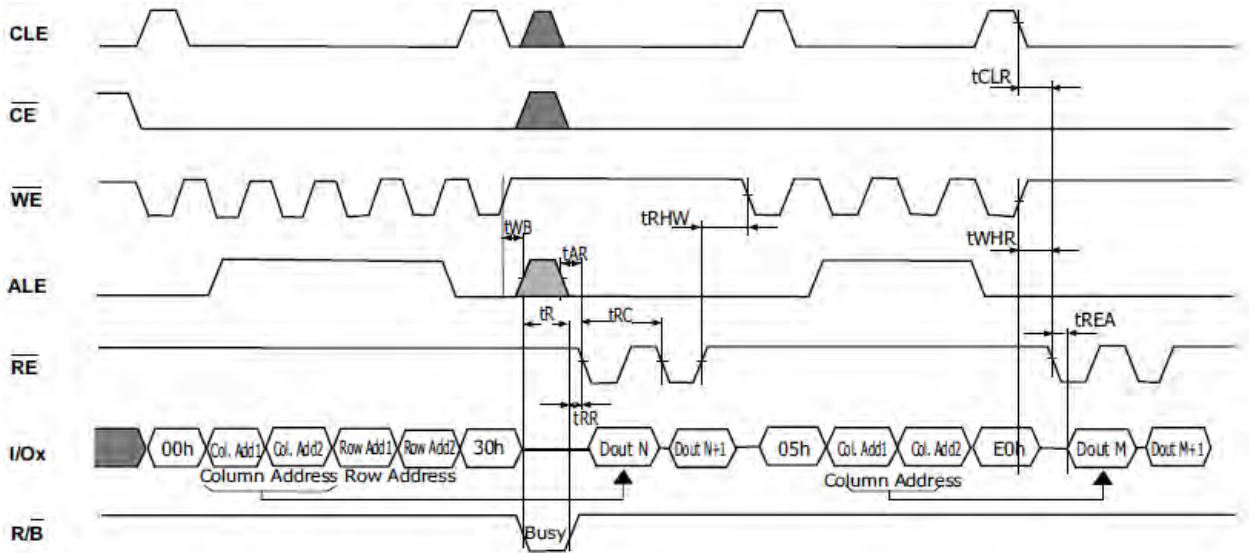 CLE
tCLR
CE
WE
tWB
tRHW
tWHR
tAR
ALE
tR
tRC
tREA
RE
tRR
I/Ox
00h Col. Add1 Col. Add2 Row Add1 Row Add2 30h Dout N Dout N+1 05h Col. Add1 Col. Add2 E0h Dout M Dout M+1
Column Address Row Address
Column Address
R/B
Busy